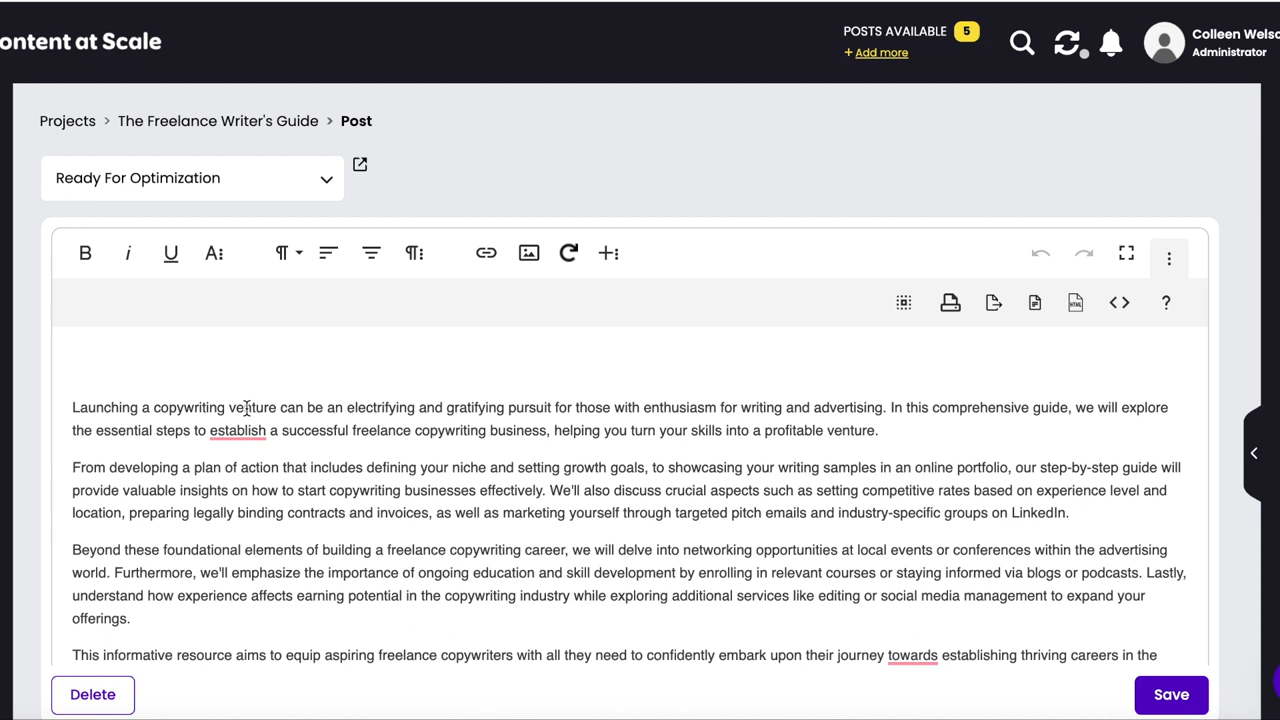 ontent at Scale
POSTS AVAILABLE 5
+ Add more
Colleen Welsc
Administrator
Projects > The Freelance Writer's Guide > Post
Ready For Optimization
B i U A: ¶ ¶:
HTML <> ?
Launching a copywriting venture can be an electrifying and gratifying pursuit for those with enthusiasm for writing and advertising. In this comprehensive guide, we will explore
the essential steps to establish a successful freelance copywriting business, helping you turn your skills into a profitable venture.
From developing a plan of action that includes defining your niche and setting growth goals, to showcasing your writing samples in an online portfolio, our step-by-step guide will
provide valuable insights on how to start copywriting businesses effectively. We'll also discuss crucial aspects such as setting competitive rates based on experience level and
location, preparing legally binding contracts and invoices, as well as marketing yourself through targeted pitch emails and industry-specific groups on LinkedIn.
Beyond these foundational elements of building a freelance copywriting career, we will delve into networking opportunities at local events or conferences within the advertising
world. Furthermore, we'll emphasize the importance of ongoing education and skill development by enrolling in relevant courses or staying informed via blogs or podcasts. Lastly,
understand how experience affects earning potential in the copywriting industry while exploring additional services like editing or social media management to expand your
offerings.
This informative resource aims to equip aspiring freelance copywriters with all they need to confidently embark upon their journey towards establishing thriving careers in the
Delete
Save